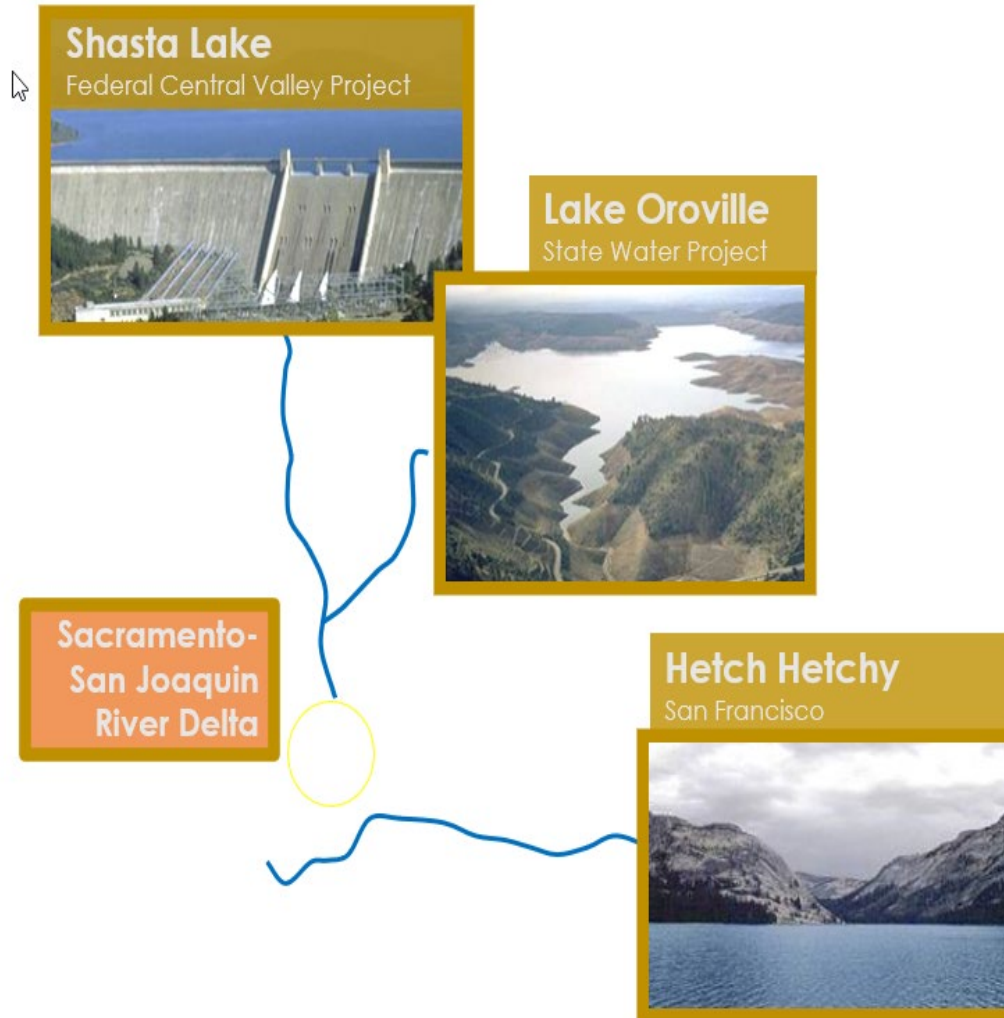 Shasta Lake
Federal Central Valley Project
Lake Oroville
State Water Project
Sacramento-
San Joaquin
River Delta
Hetch Hetchy
San Francisco